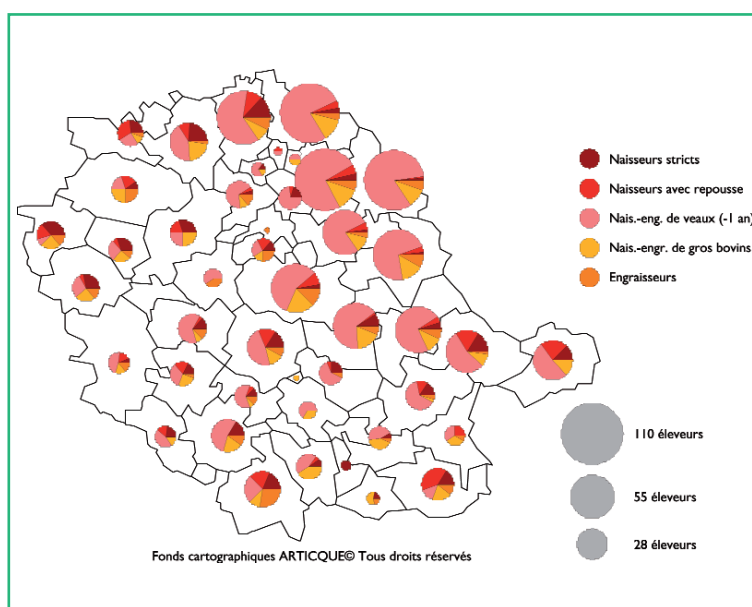 Naisseurs stricts
Naisseurs avec repousse
Nais.-eng. de veaux (-1 an)
Nais.-engr. de gros bovins
Engraisseurs
110 éleveurs
55 éleveurs
28 éleveurs
Fonds cartographiques ARTICQUE© Tous droits réservés